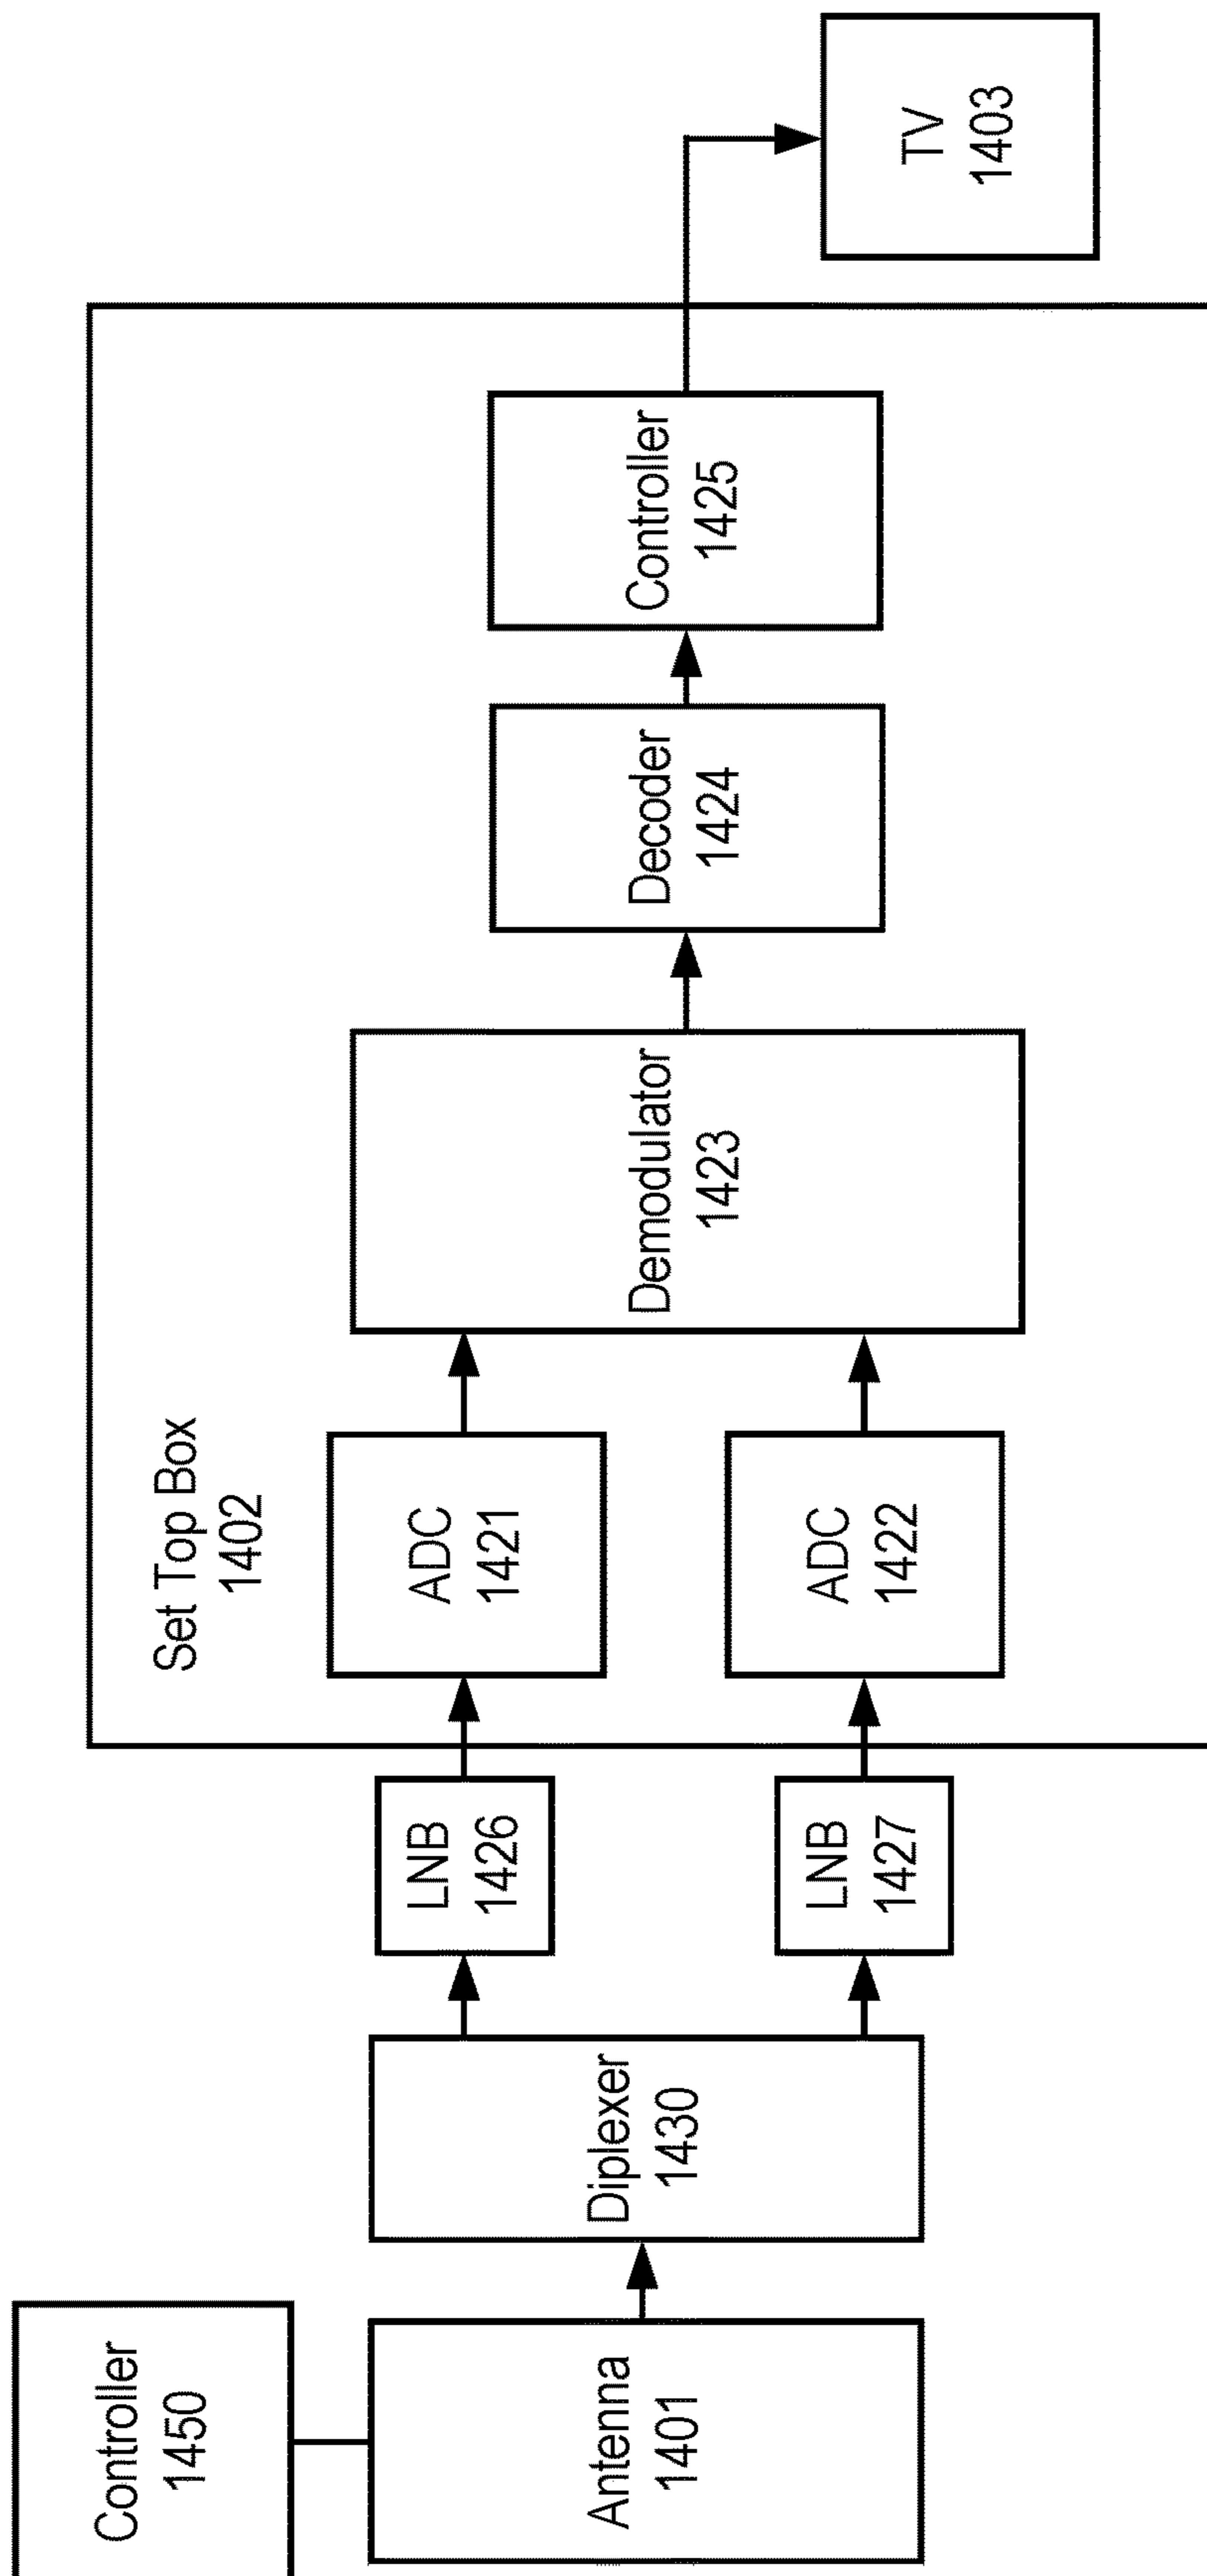 Controller
1450
Antenna
1401
Diplexer
1430
LNB
1426
LNB
1427
Set Top Box
1402
ADC
1421
ADC
1422
Demodulator
1423
Decoder
1424
Controller
1425
TV
1403